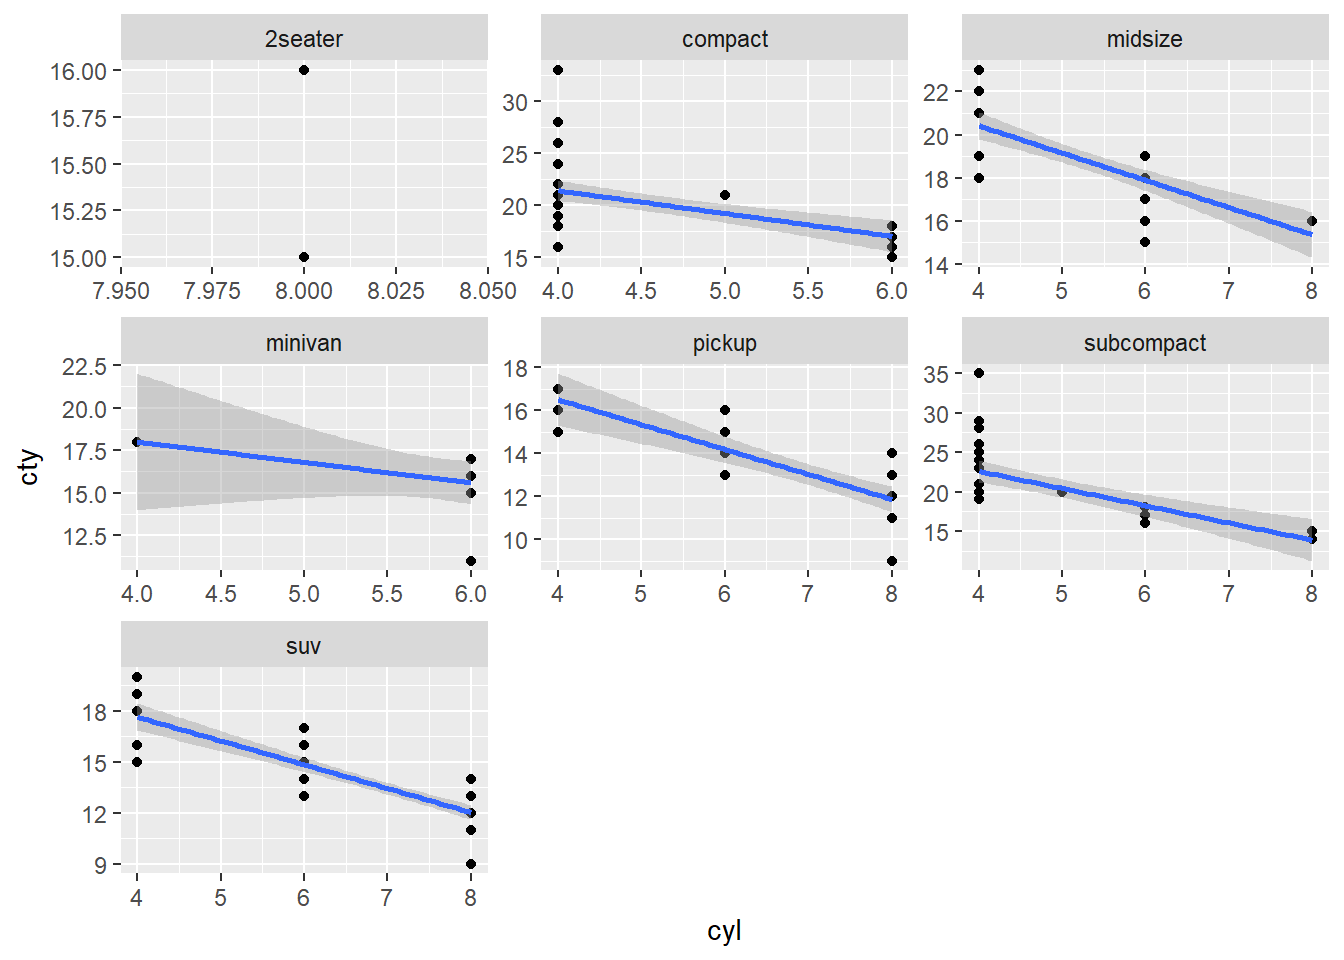 2seater
16.00
15.75
15.50
15.25
15.00
7.950 7.975 8.000 8.025 8.050
compact
30
25
20
15
4.0 4.5 5.0 5.5 6.0
midsize
22
20
18
16
14
4 5 6 7 8
minivan
22.5
20.0
17.5
15.0
12.5
4.0 4.5 5.0 5.5 6.0
pickup
18
16
14
12
10
4 5 6 7 8
subcompact
35
30
25
20
15
4 5 6 7 8
suv
18
15
12
9
4 5 6 7 8
cty
cyl